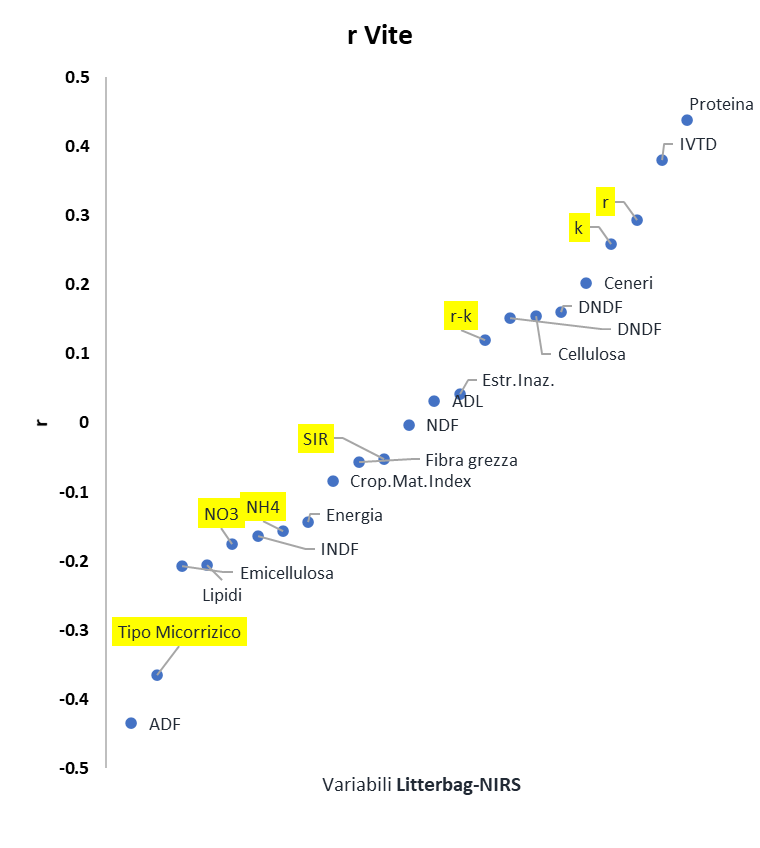 r Vite
0.5
Proteina
0.4
IVTD
0.3
r
k
0.2
Ceneri
DNDF
r-k
DNDF
0.1
Cellulosa
Estr.Inaz.
ADL
0
NDF
r
SIR
Fibra grezza
Crop.Mat.Index
-0.1
NH4
NO3
Energia
INDF
-0.2
Emicellulosa
Lipidi
-0.3
Tipo Micorrizico
-0.4
ADF
-0.5
Variabili Litterbag-NIRS